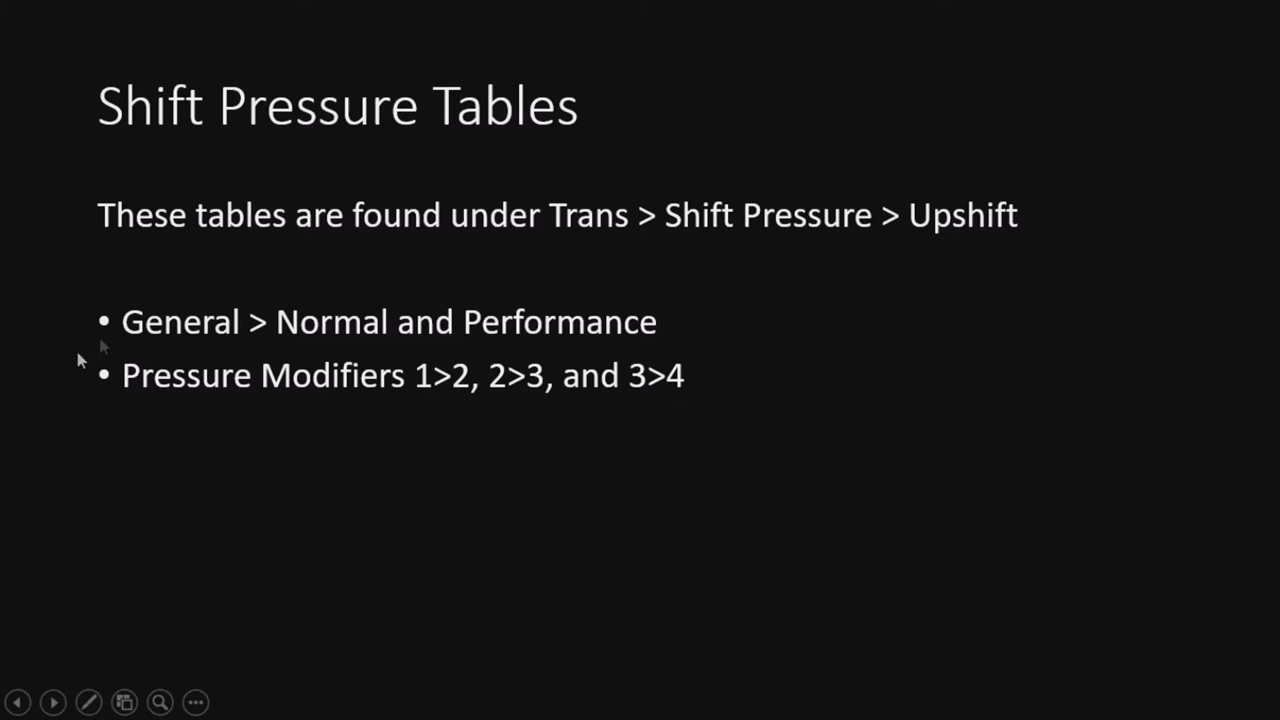 Shift Pressure Tables
These tables are found under Trans > Shift Pressure > Upshift
• General > Normal and Performance
• Pressure Modifiers 1>2, 2>3, and 3>4